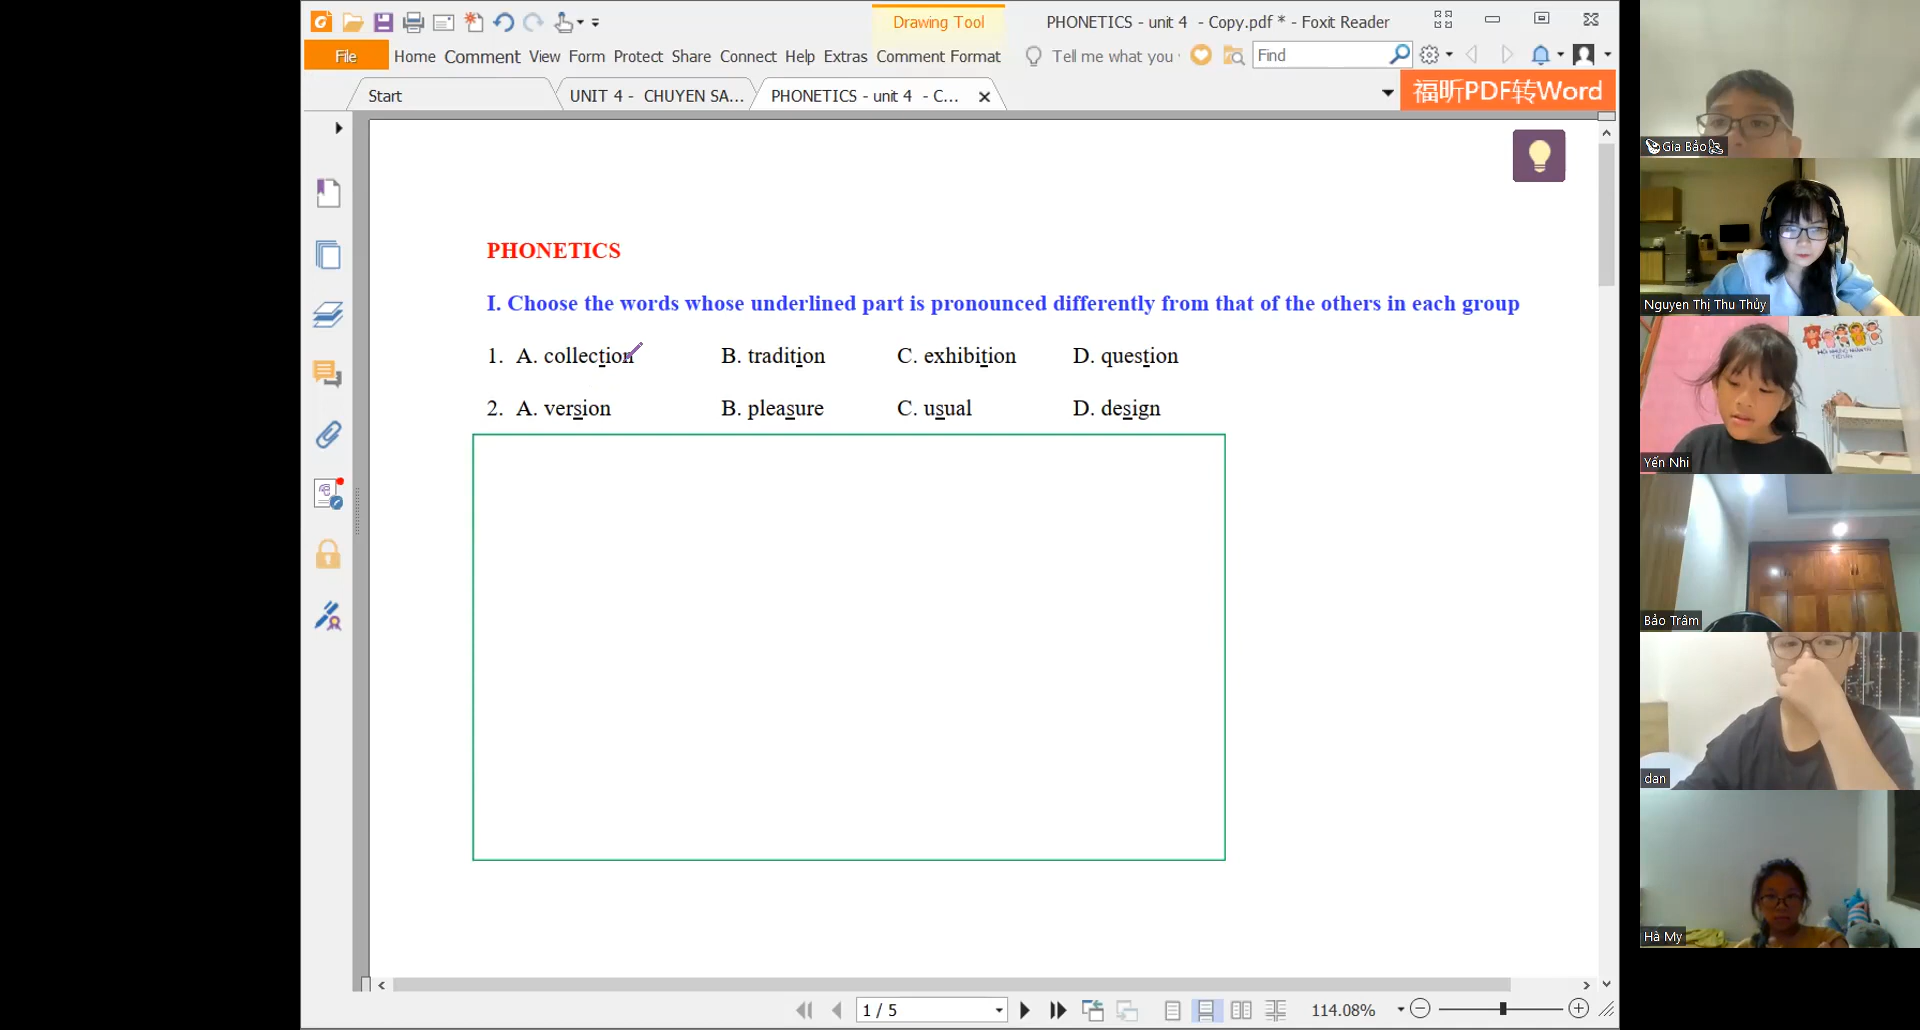 Drawing Tool
PHONETICS - unit 4 - Copy.pdf * - Foxit Reader
File
Home
Comment
View
Form
Protect
Share
Connect
Help
Extras
Comment Format
Tell me what you
Find
Start
UNIT 4 - CHUYEN SA...
PHONETICS - unit 4 - C...
福昕PDF转Word
PHONETICS
I. Choose the words whose underlined part is pronounced differently from that of the others in each group
1. A. collection B. tradition C. exhibition D. question
2. A. version B. pleasure C. usual D. design
1 / 5
114.08%
Gia Bảo
Nguyen Thị Thu Thủy
Yến Nhi
Bảo Trâm
dan
Hà My